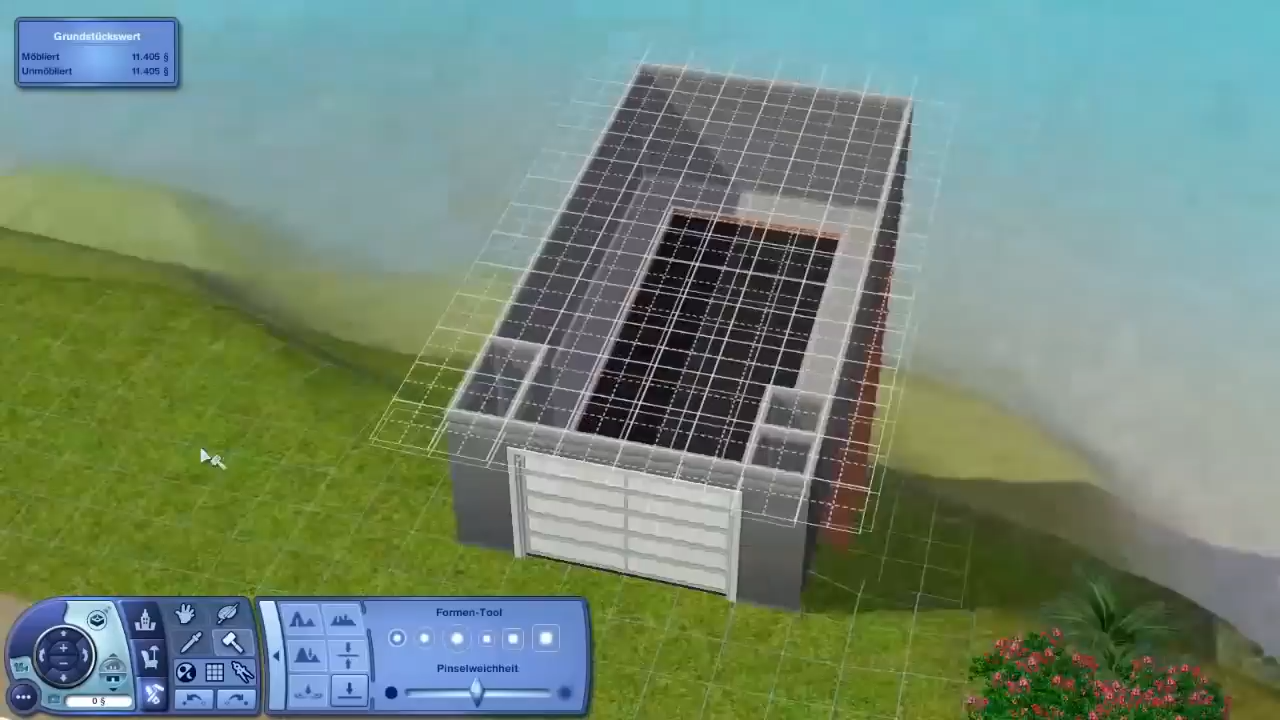 Grundstückswert
Möbliert 11.405 §
Unmöbliert 11.405 §
Formen-Tool
Pinselweichheit
0 §